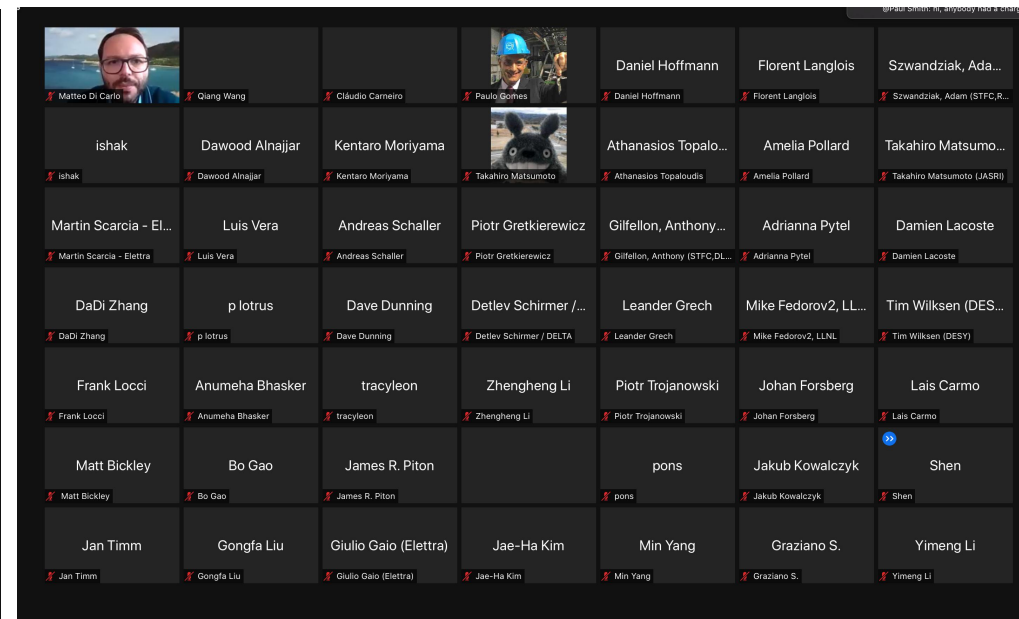 @Paul Smith: hi, anybody had a charg
Matteo Di Carlo
Qiang Wang
Cláudio Carneiro
Paulo Gomes
Daniel Hoffmann
Daniel Hoffmann
Florent Langlois
Florent Langlois
Szwandziak, Ada...
Szwandziak, Adam (STFC,R...
ishak
ishak
Dawood Alnajjar
Dawood Alnajjar
Kentaro Moriyama
Kentaro Moriyama
Takahiro Matsumoto
Athanasios Topalo...
Athanasios Topaloudis
Amelia Pollard
Amelia Pollard
Takahiro Matsumo...
Takahiro Matsumoto (JASRI)
Martin Scarcia - El...
Martin Scarcia - Elettra
Luis Vera
Luis Vera
Andreas Schaller
Andreas Schaller
Piotr Gretkierewicz
Piotr Gretkierewicz
Gilfellon, Anthony...
Gilfellon, Anthony (STFC,DL...
Adrianna Pytel
Adrianna Pytel
Damien Lacoste
Damien Lacoste
DaDi Zhang
DaDi Zhang
p lotrus
p lotrus
Dave Dunning
Dave Dunning
Detlev Schirmer /...
Detlev Schirmer / DELTA
Leander Grech
Leander Grech
Mike Fedorov2, LL...
Mike Fedorov2, LLNL
Tim Wilksen (DES...
Tim Wilksen (DESY)
Frank Locci
Frank Locci
Anumeha Bhasker
Anumeha Bhasker
tracyleon
tracyleon
Zhengheng Li
Zhengheng Li
Piotr Trojanowski
Piotr Trojanowski
Johan Forsberg
Johan Forsberg
Lais Carmo
Lais Carmo
Matt Bickley
Matt Bickley
Bo Gao
Bo Gao
James R. Piton
James R. Piton
pons
pons
Jakub Kowalczyk
Jakub Kowalczyk
Shen
Shen
Jan Timm
Jan Timm
Gongfa Liu
Gongfa Liu
Giulio Gaio (Elettra)
Giulio Gaio (Elettra)
Jae-Ha Kim
Jae-Ha Kim
Min Yang
Min Yang
Graziano S.
Graziano S.
Yimeng Li
Yimeng Li